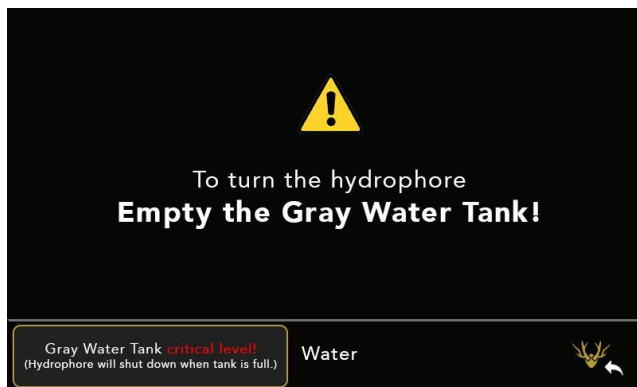 To turn the hydrophore
Empty the Gray Water Tank!
Gray Water Tank critical level!
(Hydrophore will shut down when tank is full.)
Water